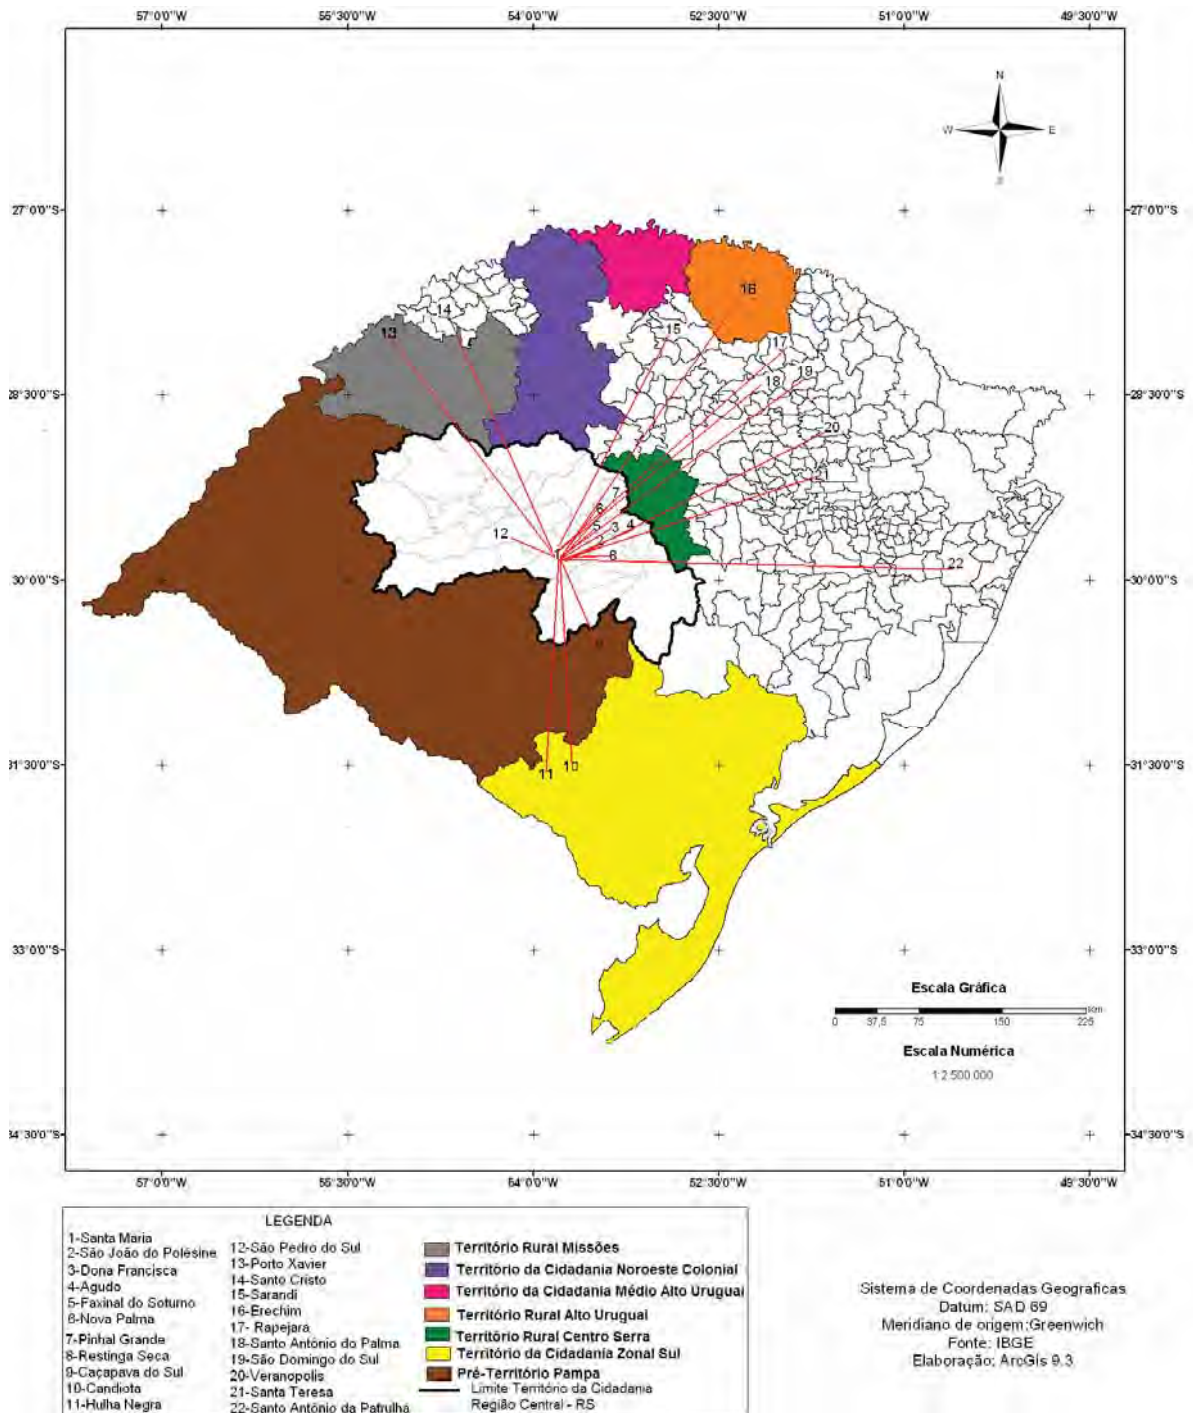 57°0'0"W 55°30'0"W 54°0'0"W 52°30'0"W 51°0'0"W 49°30'0"W
N
W E
S
27°0'0"S 27°0'0"S
16
14
13
15
17
19
18
28°30'0"S 28°30'0"S
20
7
6
5 3 4
12
2
1
8
22
30°0'0"S 30°0'0"S
9
31°30'0"S 31°30'0"S
11 10
33°0'0"S 33°0'0"S
Escala Gráfica
0 37,5 75 150 225
Escala Numérica
1:2.500.000
34°30'0"S 34°30'0"S
57°0'0"W 55°30'0"W 54°0'0"W 52°30'0"W 51°0'0"W 49°30'0"W
LEGENDA
1-Santa Maria
2-São João do Polésine
3-Dona Francisca
4-Agudo
5-Faxinal do Soturno
6-Nova Palma
7-Pinhal Grande
8-Restinga Seca
9-Caçapava do Sul
10-Candiota
11-Hulha Negra
12-São Pedro do Sul
13-Porto Xavier
14-Santo Cristo
15-Sarandi
16-Erechim
17- Rapejara
18-Santo António do Palma
19-São Domingo do Sul
20-Veranopolis
21-Santa Teresa
22-Santo António da Patrulha
Território Rural Missões
Território da Cidadania Noroeste Colonial
Território da Cidadania Médio Alto Uruguai
Território Rural Alto Uruguai
Território Rural Centro Serra
Território da Cidadania Zonal Sul
Pré-Território Pampa
Limite Território da Cidadania
Região Central - RS
Sistema de Coordenadas Geograficas
Datum: SAD 69
Meridiano de origem:Greenwich
Fonte: IBGE
Elaboração: ArcGis 9.3